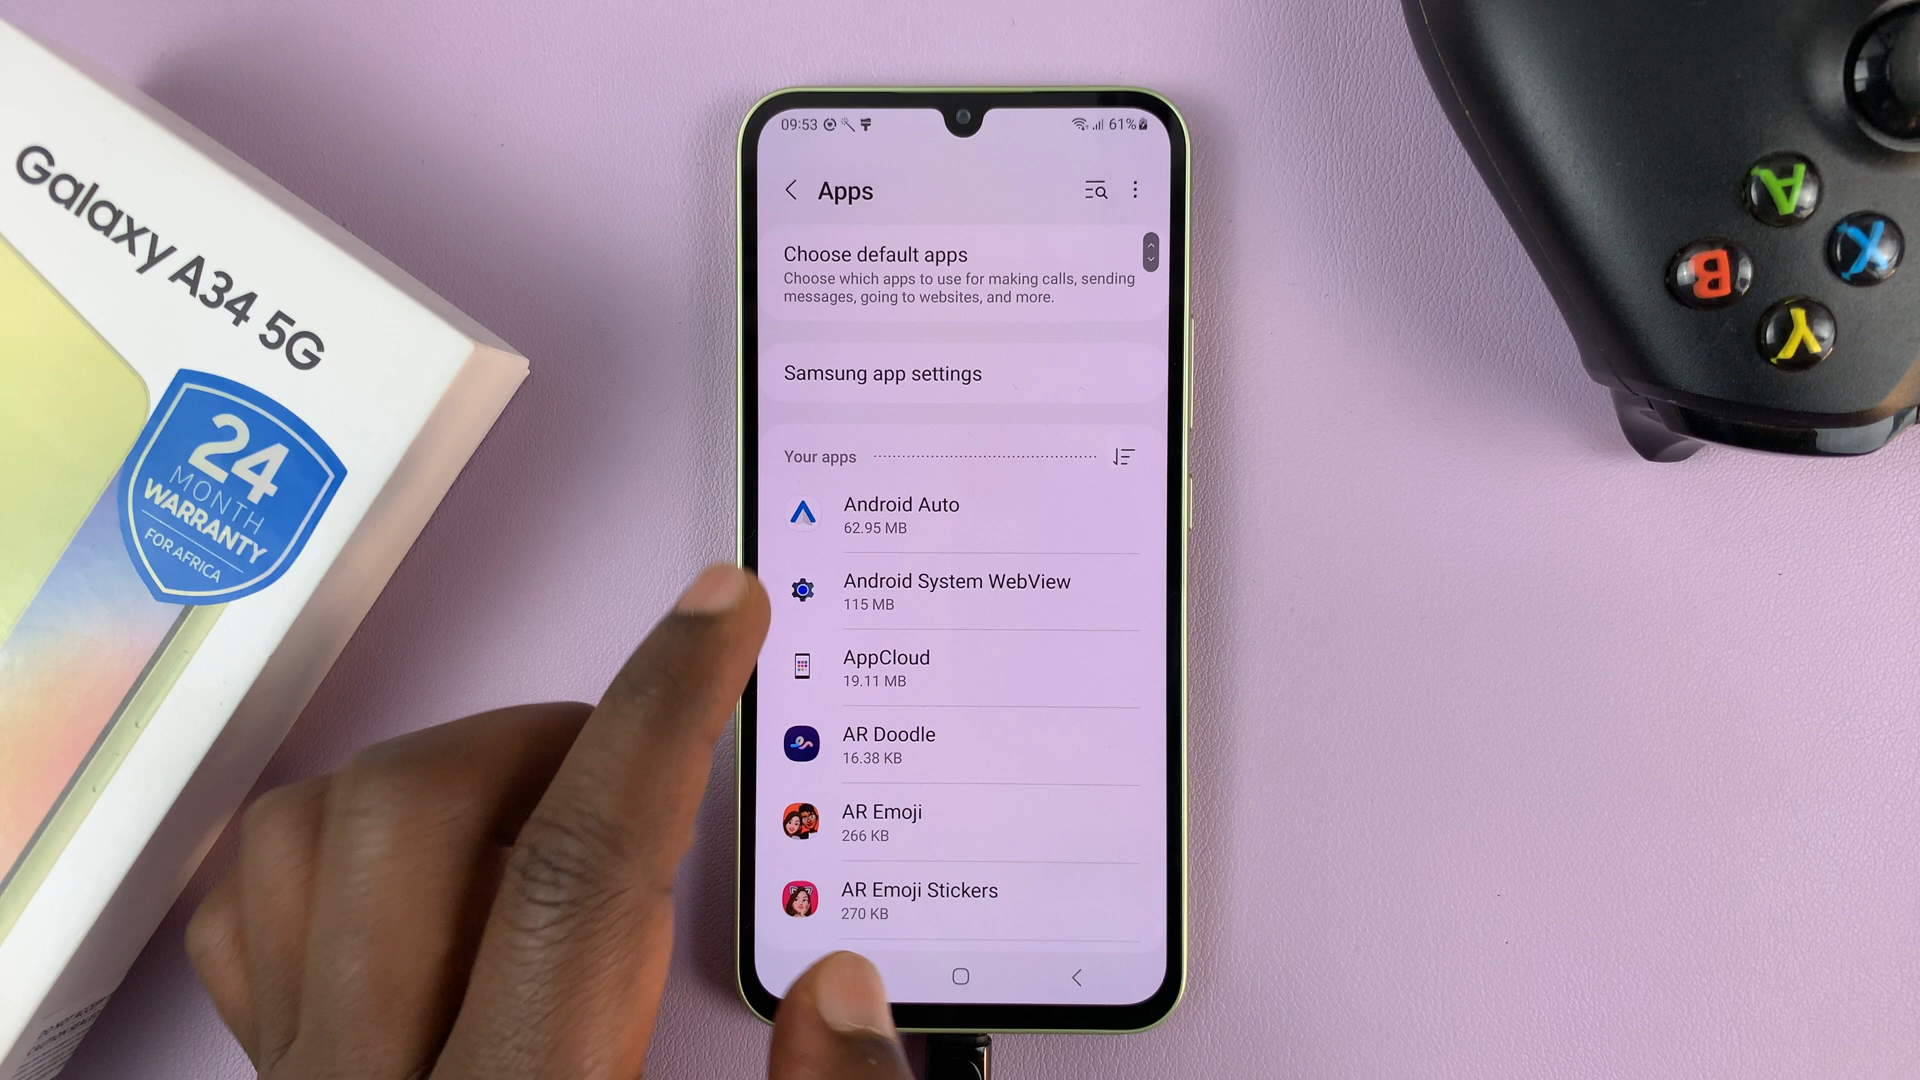 Galaxy A34 5G
24
MONTH
WARRANTY
FOR AFRICA
09:53
61%
Apps
Choose default apps
Choose which apps to use for making calls, sending
messages, going to websites, and more.
Samsung app settings
Your apps
Android Auto
62.95 MB
Android System WebView
115 MB
AppCloud
19.11 MB
AR Doodle
16.38 KB
AR Emoji
266 KB
AR Emoji Stickers
270 KB
A
X
B
Y